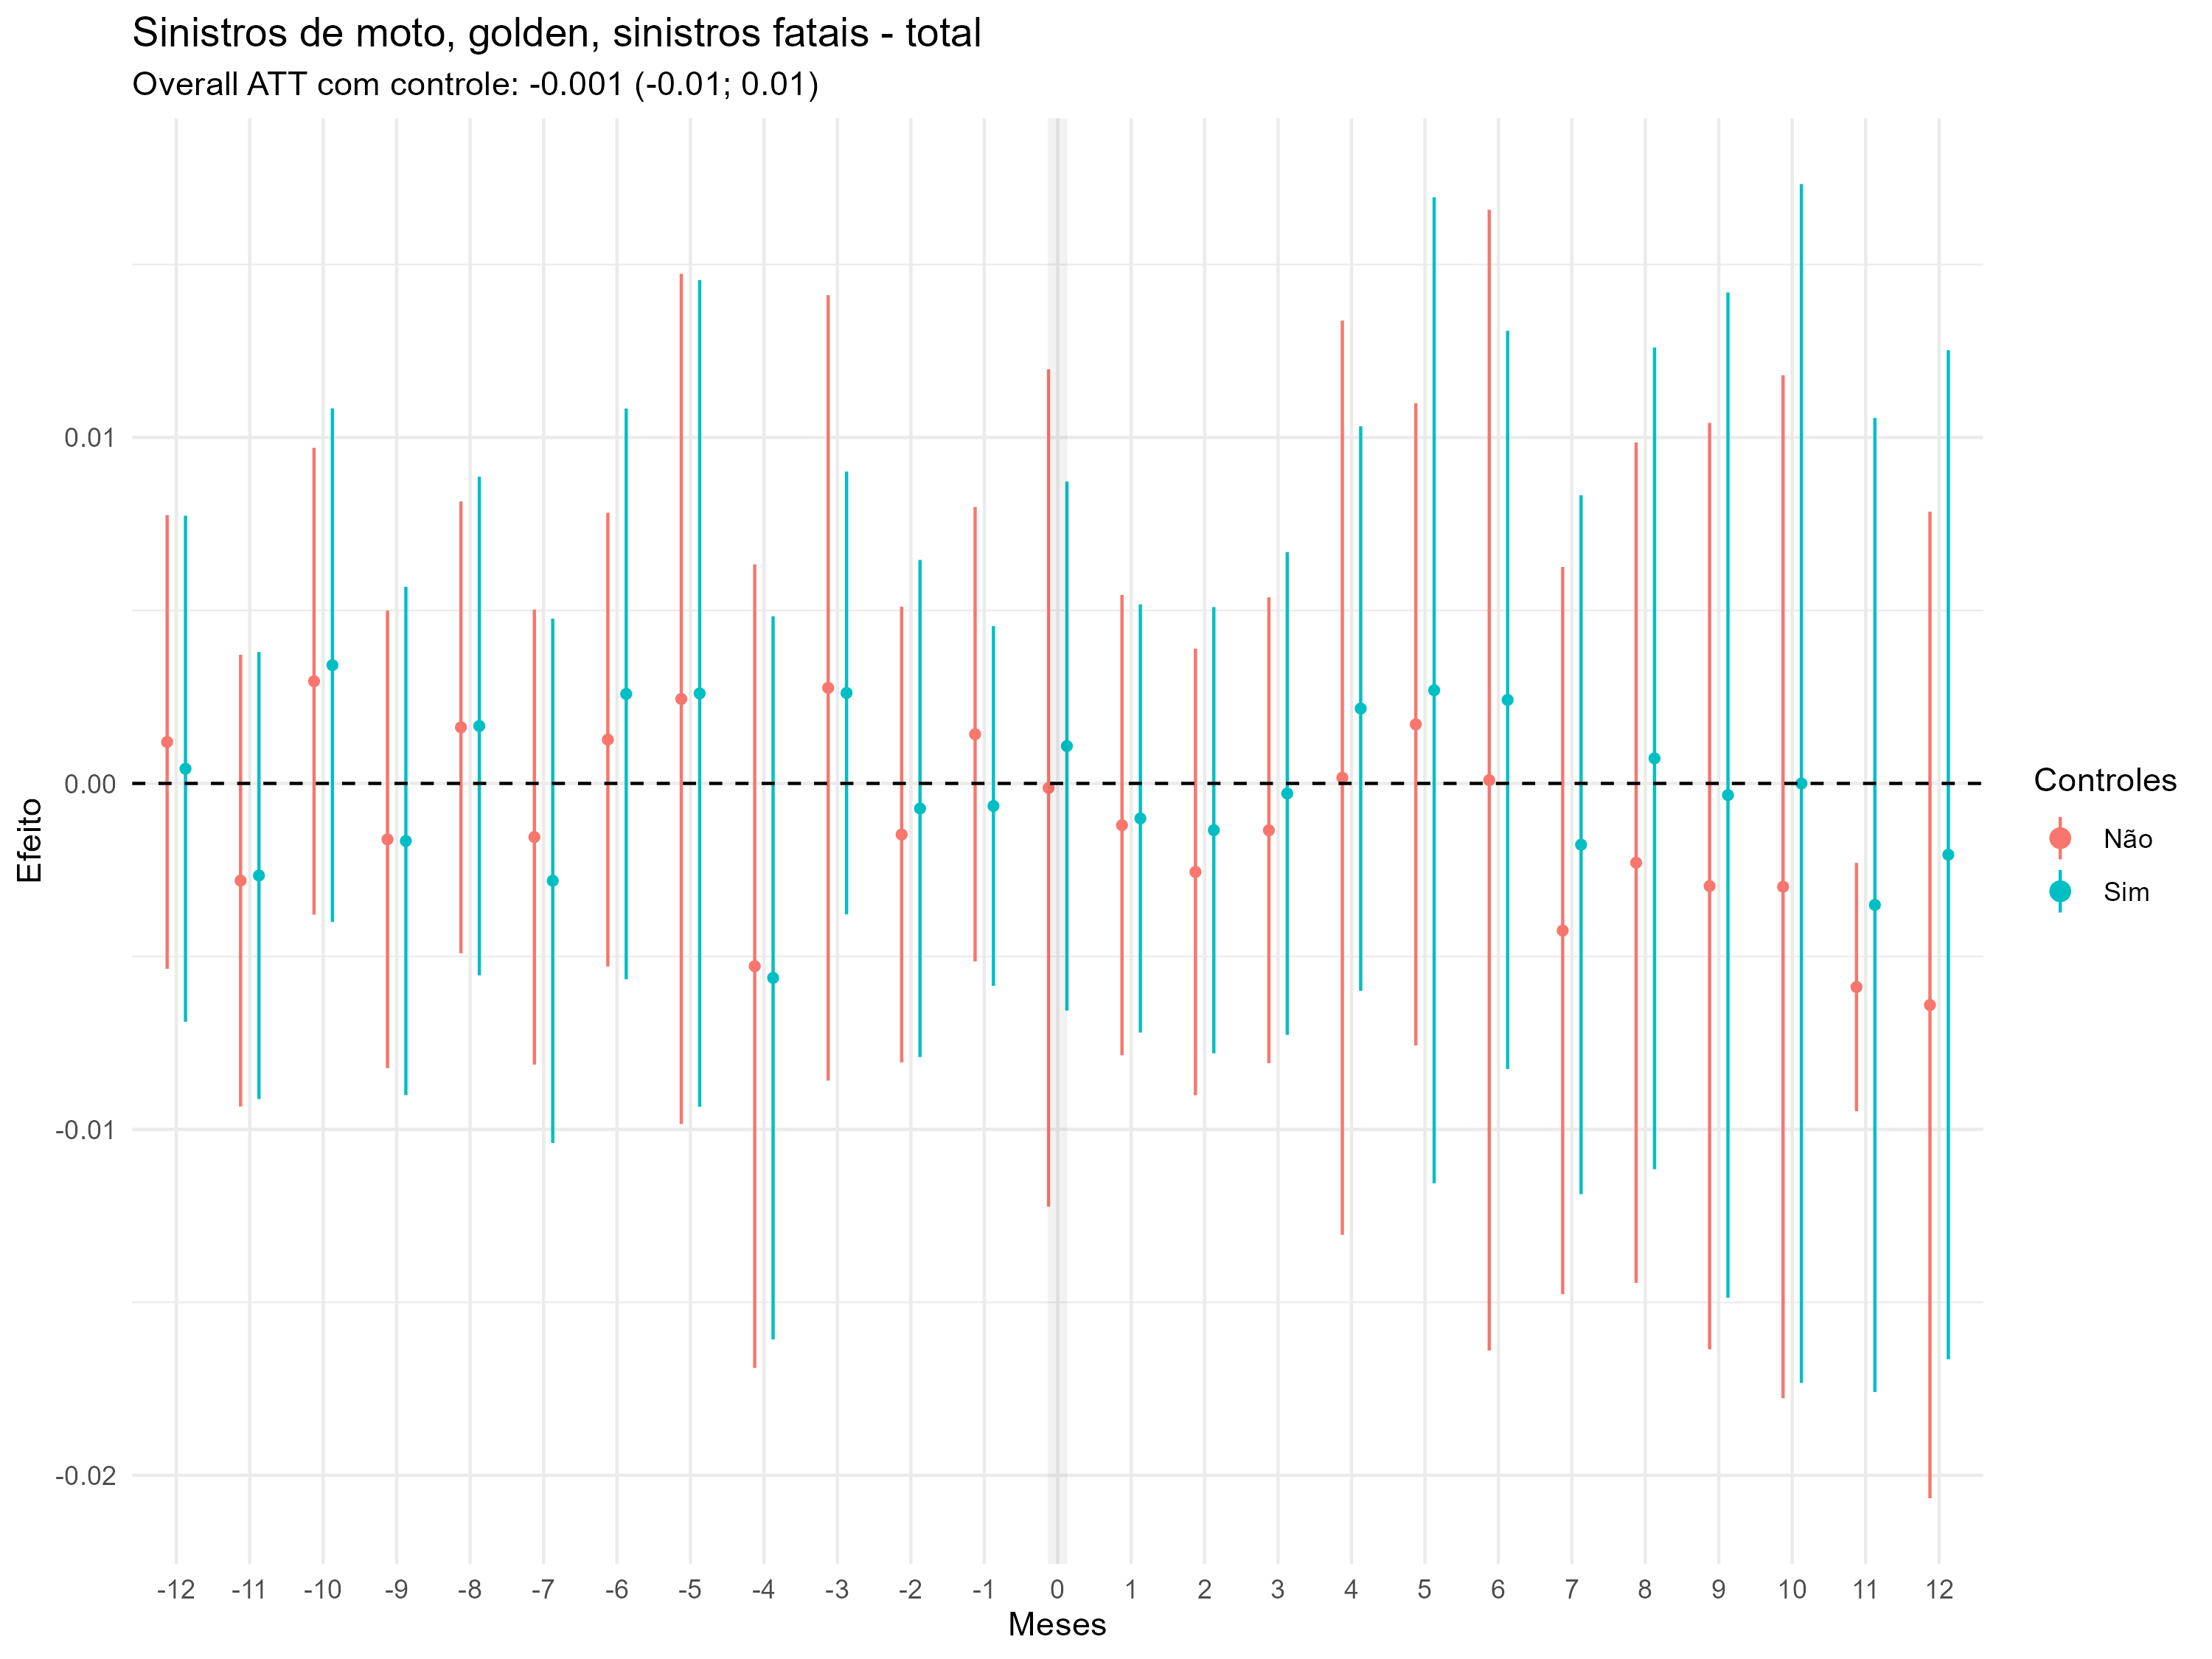 Sinistros de moto, golden, sinistros fatais - total
Overall ATT com controle: -0.001 (-0.01; 0.01)
0.01
0.00
-0.01
-0.02
Efeito
-12 -11 -10 -9 -8 -7 -6 -5 -4 -3 -2 -1 0 1 2 3 4 5 6 7 8 9 10 11 12
Meses
Controles
Não
Sim